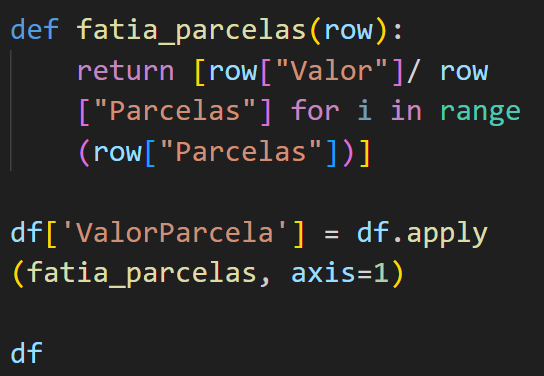 def fatia_parcelas(row):
    return [row["Valor"]/ row
    ["Parcelas"] for i in range
    (row["Parcelas"])]

df['ValorParcela'] = df.apply
(fatia_parcelas, axis=1)

df